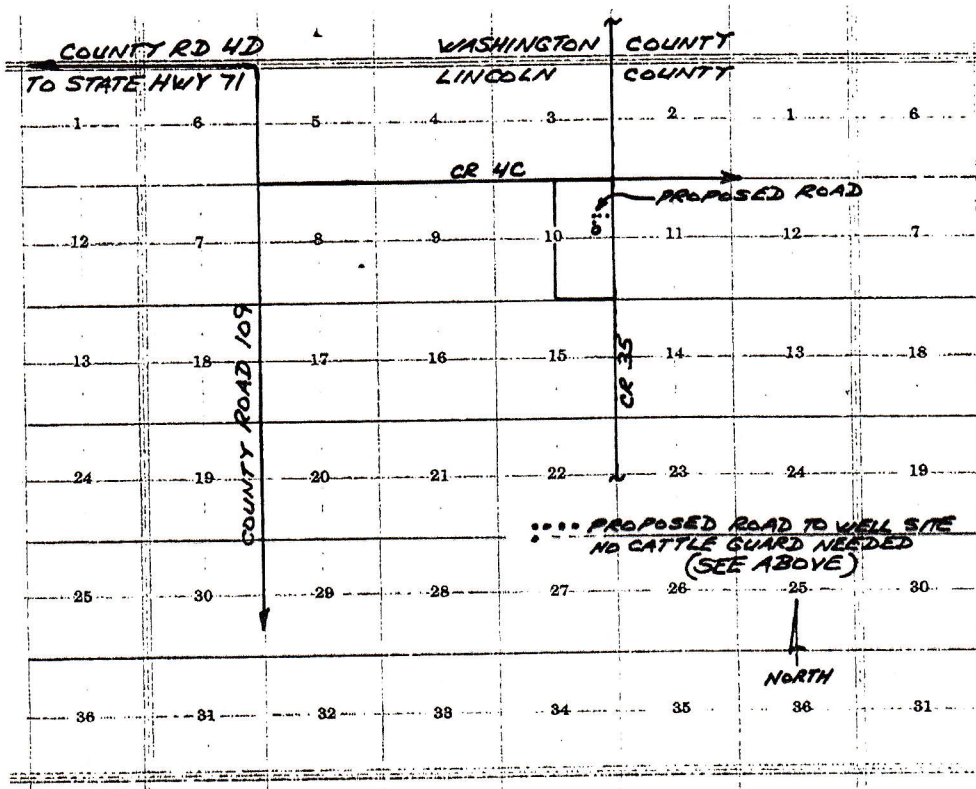 COUNTY RD 4D
WASHINGTON COUNTY
TO STATE HWY 71
LINCOLN COUNTY
1 6 5 4 3 2 1 6
CR 4C
PROPOSED ROAD
12 7 8 9 10 11 12 7
COUNTY ROAD 109
13 18 17 16 15 14 13 18
CR 35
24 19 20 21 22 23 24 19
PROPOSED ROAD TO WELL SITE
NO CATTLE GUARD NEEDED
(SEE ABOVE)
25 30 29 28 27 26 25 30
NORTH
36 31 32 33 34 35 36 31